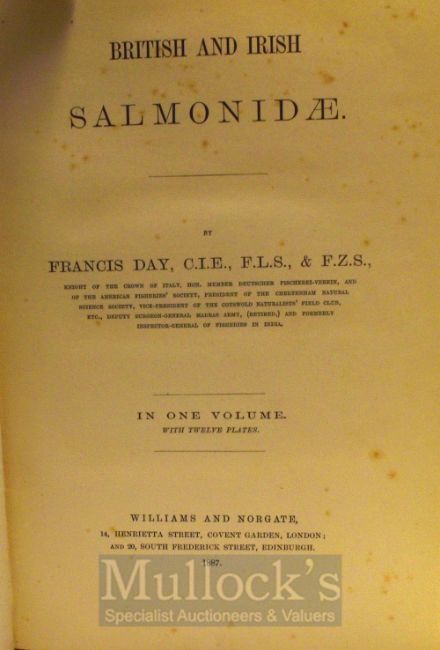 BRITISH AND IRISH
SALMONIDÆ.
BY
FRANCIS DAY, C.I.E., F.L.S., & F.Z.S.,
KNIGHT OF THE CROWN OF ITALY, HON. MEMBER DEUTSCHER FISCHEREI-VEREIN, AND
OF THE AMERICAN FISHERIES' SOCIETY, PRESIDENT OF THE CHELTENHAM NATURAL
SCIENCE SOCIETY, VICE-PRESIDENT OF THE COTSWOLD NATURALISTS' FIELD CLUB,
ETC., DEPUTY SURGEON-GENERAL MADRAS ARMY, (RETIRED,) AND FORMERLY
INSPECTOR-GENERAL OF FISHERIES IN INDIA.
IN ONE VOLUME.
WITH TWELVE PLATES.
WILLIAMS AND NORGATE,
14, HENRIETTA STREET, COVENT GARDEN, LONDON;
AND 20, SOUTH FREDERICK STREET, EDINBURGH.
1887.
Mullock's
Specialist Auctioneers & Valuers